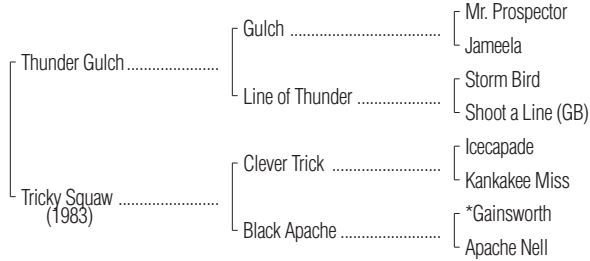 Mr. Prospector
Gulch ........................................
Jameela
Thunder Gulch........................
Storm Bird
Line of Thunder ......................
Shoot a Line (GB)
Icecapade
Clever Trick ............................
Kankakee Miss
Tricky Squaw ..........................
(1983)
*Gainsworth
Black Apache ..........................
Apache Nell